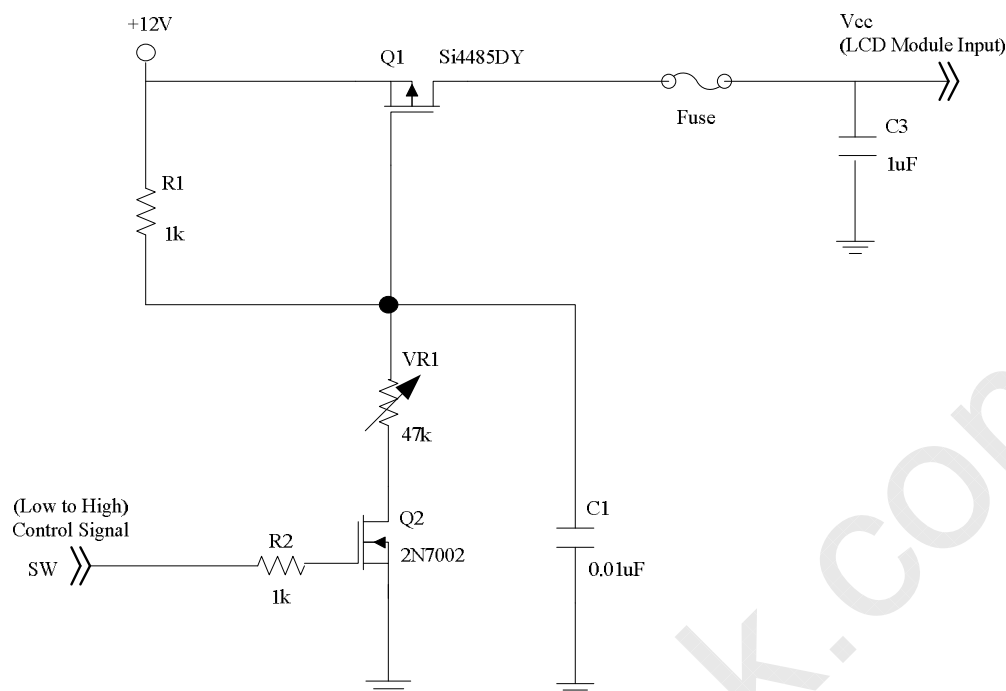 +12V
Vcc
(LCD Module Input)
Q1
Si4485DY
Fuse
C3
1uF
R1
1k
VR1
47k
(Low to High)
Control Signal
SW
R2
1k
Q2
2N7002
C1
0.01uF
k.com